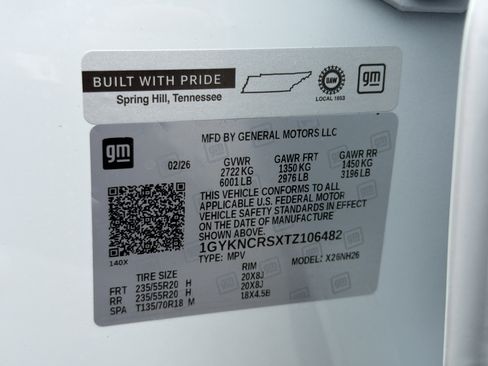 BUILT WITH PRIDE
Spring Hill, Tennessee
UAW
LOCAL 1853
gm
gm
MFD BY GENERAL MOTORS LLC
02/26 GVWR GAWR FRT GAWR RR
2722 KG 1350 KG 1450 KG
6001 LB 2976 LB 3196 LB
THIS VEHICLE CONFORMS TO ALL
APPLICABLE U.S. FEDERAL MOTOR
VEHICLE SAFETY STANDARDS IN EFFECT
ON THE DATE OF MANUFACTURE
SHOWN ABOVE.
1GYKNCRSXTZ106482
TYPE: MPV MODEL: X26NH26
140X
TIRE SIZE RIM
FRT 235/55R20 H 20X8J
RR 235/55R20 H 20X8J
SPA T135/70R18 M 18X4.5B